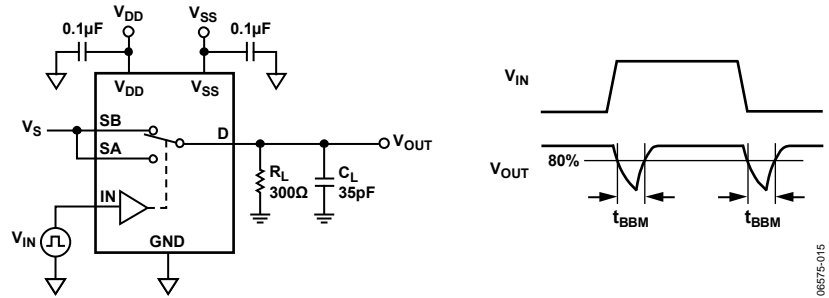 VDD
VSS
0.1µF
0.1µF
VDD
VSS
VS
SB
D
VOUT
SA
RL
300Ω
CL
35pF
IN
VIN
GND
VIN
VOUT
80%
tBBM
tBBM
06575-015